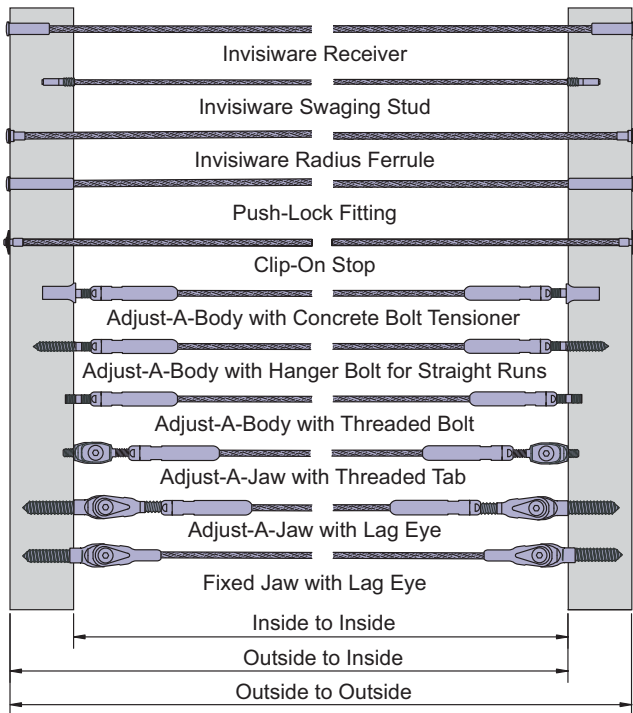 Invisiware Receiver
Invisiware Swaging Stud
Invisiware Radius Ferrule
Push-Lock Fitting
Clip-On Stop
Adjust-A-Body with Concrete Bolt Tensioner
Adjust-A-Body with Hanger Bolt for Straight Runs
Adjust-A-Body with Threaded Bolt
Adjust-A-Jaw with Threaded Tab
Adjust-A-Jaw with Lag Eye
Fixed Jaw with Lag Eye
Inside to Inside
Outside to Inside
Outside to Outside